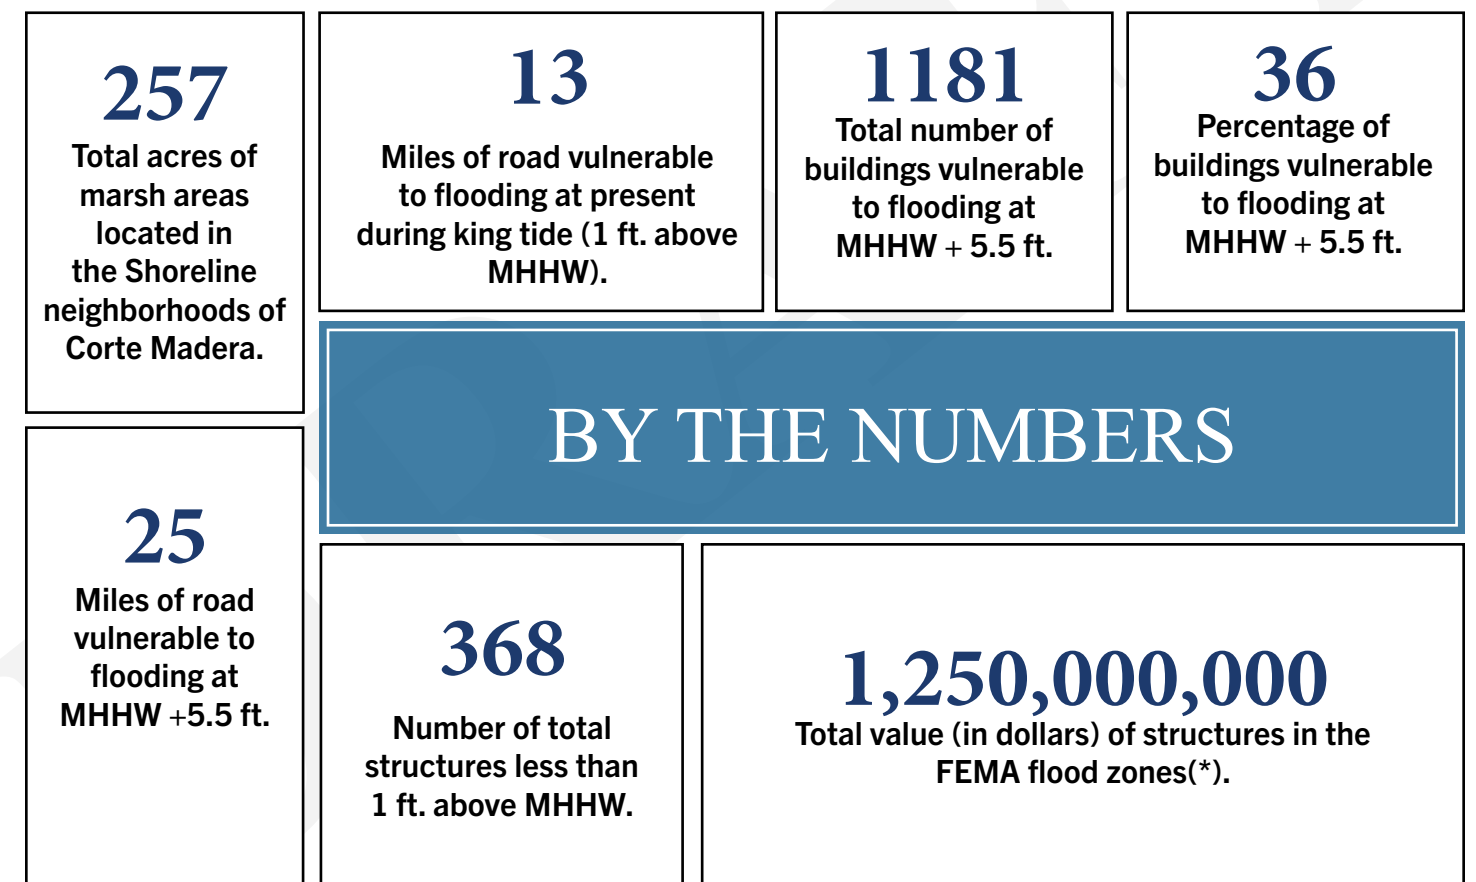 257
Total acres of
marsh areas
located in
the Shoreline
neighborhoods of
Corte Madera.
13
Miles of road vulnerable
to flooding at present
during king tide (1 ft. above
MHHW).
1181
Total number of
buildings vulnerable
to flooding at
MHHW + 5.5 ft.
36
Percentage of
buildings vulnerable
to flooding at
MHHW + 5.5 ft.
BY THE NUMBERS
25
Miles of road
vulnerable to
flooding at
MHHW +5.5 ft.
368
Number of total
structures less than
1 ft. above MHHW.
1,250,000,000
Total value (in dollars) of structures in the
FEMA flood zones(*).